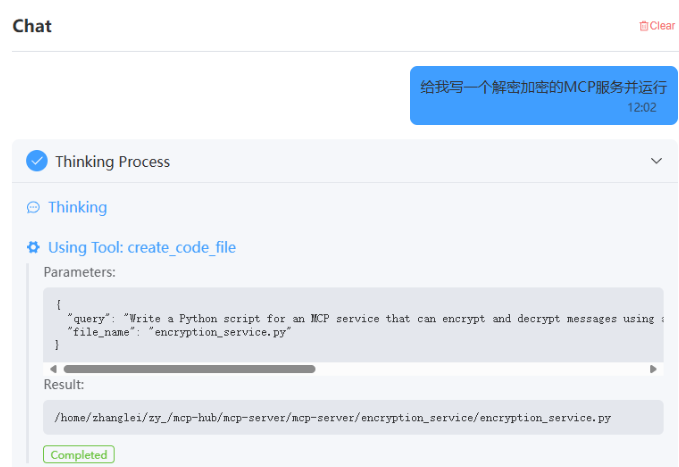 Chat
Clear
给我写一个解密加密的MCP服务并运行
12:02
Thinking Process
Thinking
Using Tool: create_code_file
Parameters:
{
"query": "Write a Python script for an MCP service that can encrypt and decrypt messages using
"file_name": "encryption_service.py"
}
Result:
/home/zhanglei/zy_/mcp-hub/mcp-server/mcp-server/encryption_service/encryption_service.py
Completed